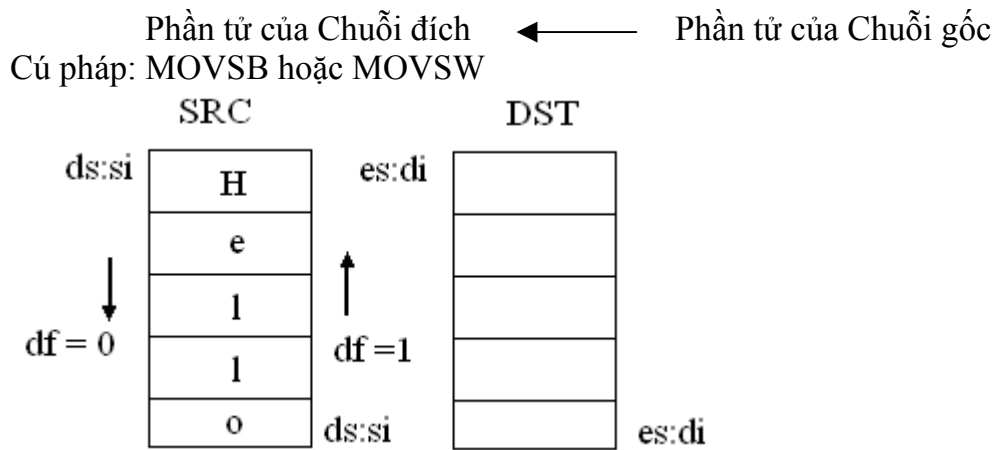 Phần tử của Chuỗi đích Phần tử của Chuỗi gốc
Cú pháp: MOVSB hoặc MOVSW
SRC DST
ds:si H es:di
e
l
df = 0 l df =1
o ds:si es:di